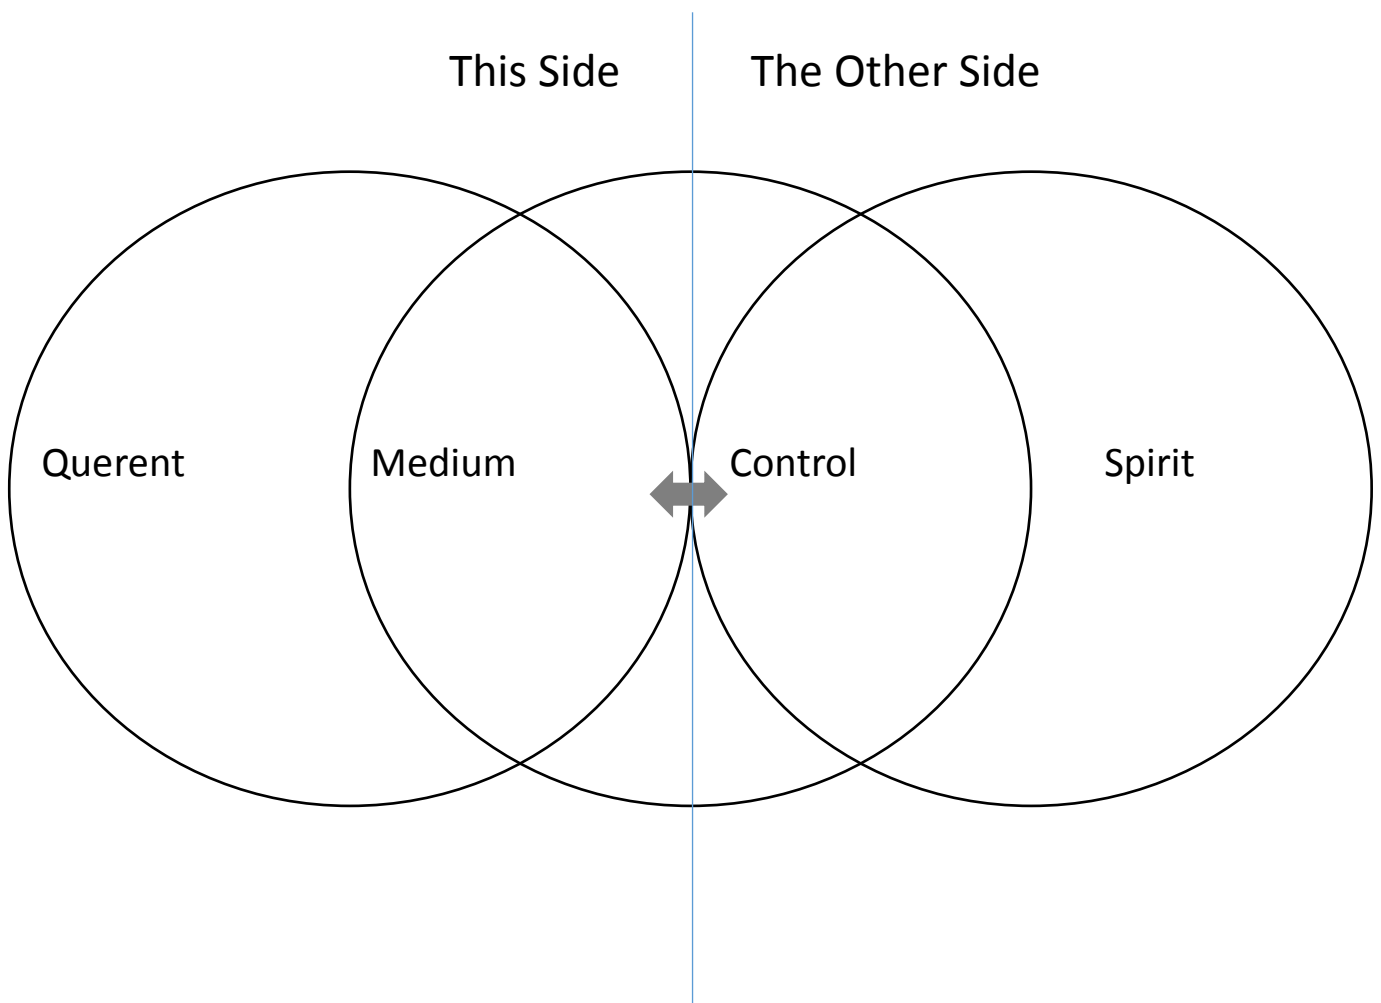 This Side
The Other Side
Querent
Medium
Control
Spirit